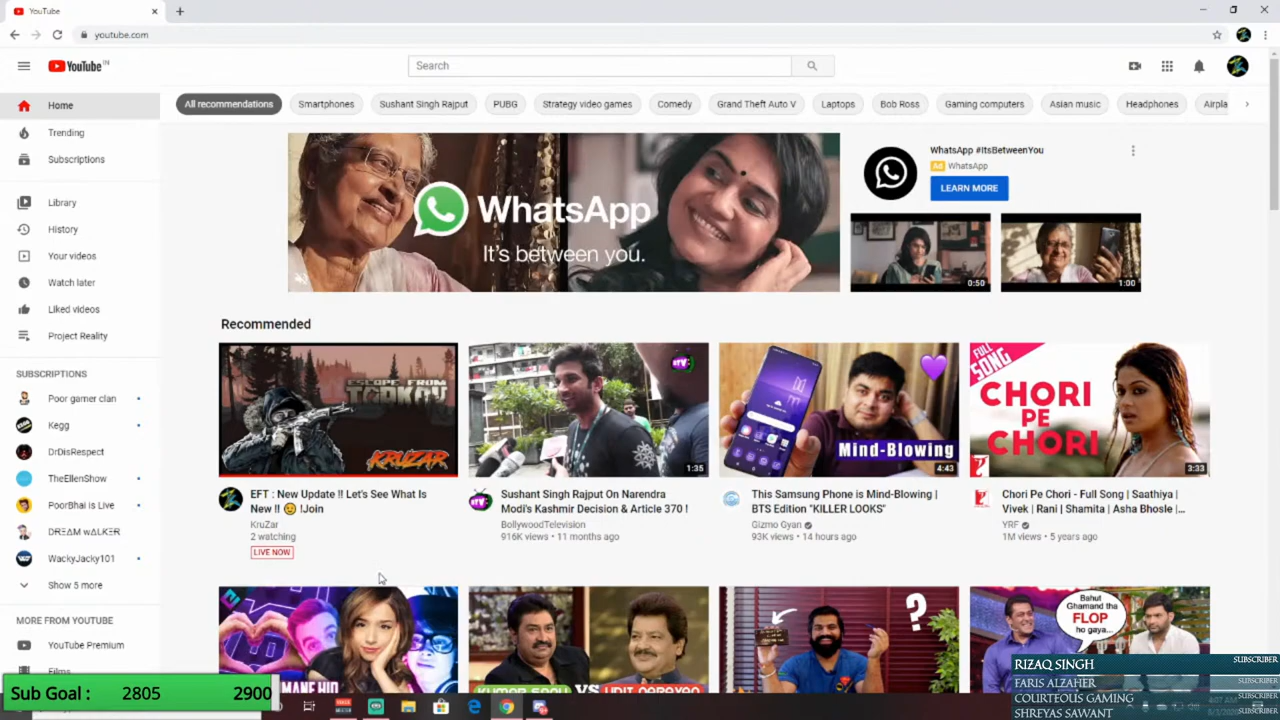 YouTube
youtube.com
YouTube IN
Search
Home
Trending
Subscriptions
Library
History
Your videos
Watch later
Liked videos
Project Reality
SUBSCRIPTIONS
Poor gamer clan
Kegg
DrDisRespect
TheEllenShow
PoorBhai is Live
DRΞAM wΛLKΞR
WackyJacky101
Show 5 more
MORE FROM YOUTUBE
YouTube Premium
Films
All recommendations
Smartphones
Sushant Singh Rajput
PUBG
Strategy video games
Comedy
Grand Theft Auto V
Laptops
Bob Ross
Gaming computers
Asian music
Headphones
Airpla
WhatsApp
It's between you.
WhatsApp #ItsBetweenYou
Ad WhatsApp
LEARN MORE
0:50
1:00
Recommended
ESCAPE FROM
TARKOV
KRUZAR
EFT : New Update !! Let's See What Is
New !! 😉 !Join
KruZar
2 watching
LIVE NOW
1:35
Sushant Singh Rajput On Narendra
Modi's Kashmir Decision & Article 370 !
BollywoodTelevision
916K views • 11 months ago
Mind-Blowing
4:43
This Samsung Phone is Mind-Blowing |
BTS Edition "KILLER LOOKS"
Gizmo Gyan
93K views • 14 hours ago
FULL
SONG
CHORI
PE
CHORI
3:33
Chori Pe Chori - Full Song | Saathiya |
Vivek | Rani | Shamita | Asha Bhosle |...
YRF
1M views • 5 years ago
?
Bahut
Ghamand tha
FLOP
ho gaya..
Sub Goal : 2805 2900
RIZAQ SINGH SUBSCRIBER
FARIS ALZAHER SUBSCRIBER
COURTEOUS GAMING SUBSCRIBER
SHREYAS SAWANT SUBSCRIBER